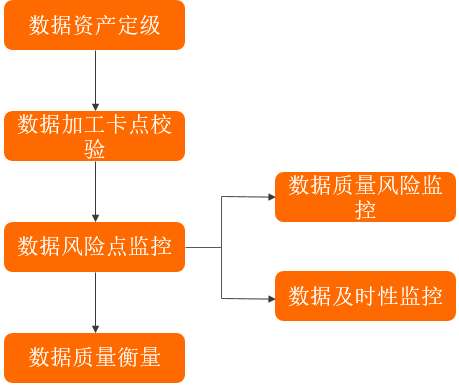 数据资产定级
数据加工卡点校
验
数据风险点监控
数据质量风险监
控
数据及时性监控
数据质量衡量